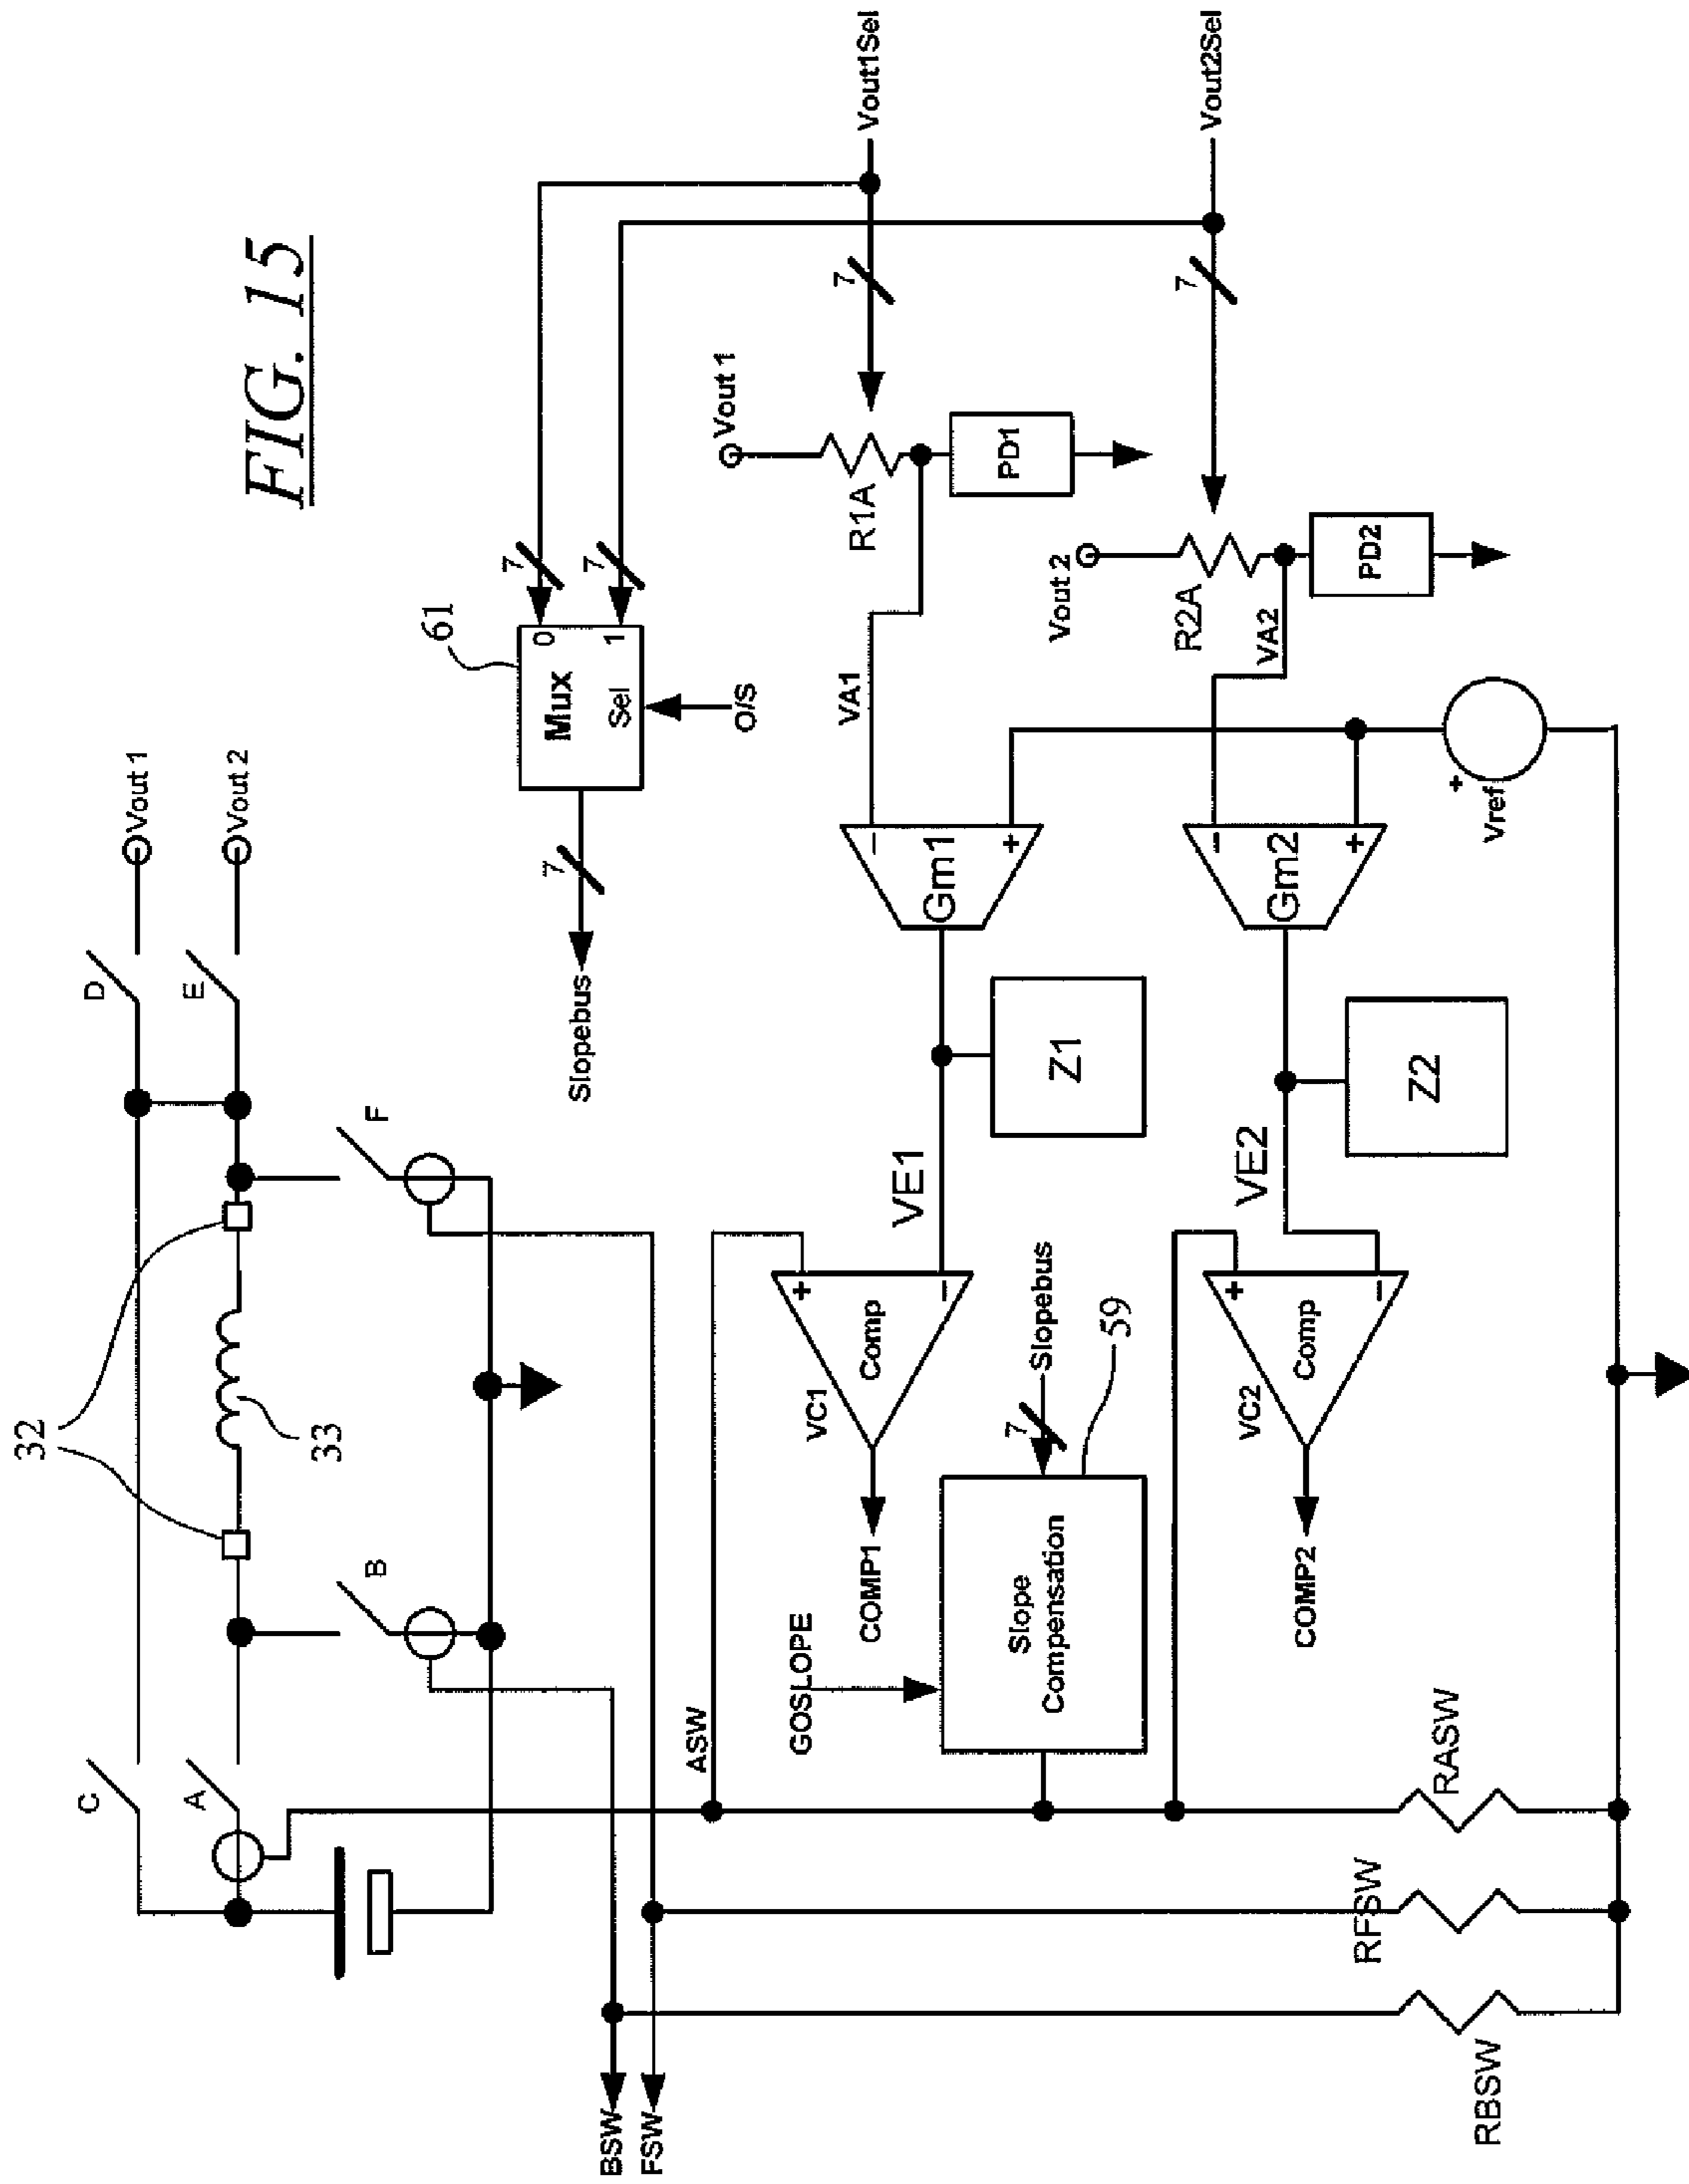 FIG. 15
32
33
C
A
B
F
D
E
Vout 1
Vout 2
BSW
FSW
Slopebus
7
Mux
0
1
Sel
61
O/S
7
7
Vout1Sel
7
Vout 1
R1A
PD1
VA1
ASW
GOSLOPE
COMP1
VC1
Comp
+
–
VE1
Gm1
–
+
Z1
Slope
Compensation
7
Slopebus
59
Vout2Sel
7
Vout 2
R2A
PD2
VA2
COMP2
VC2
Comp
+
–
VE2
Gm2
–
+
Z2
+
Vref
RBSW
RFSW
RASW